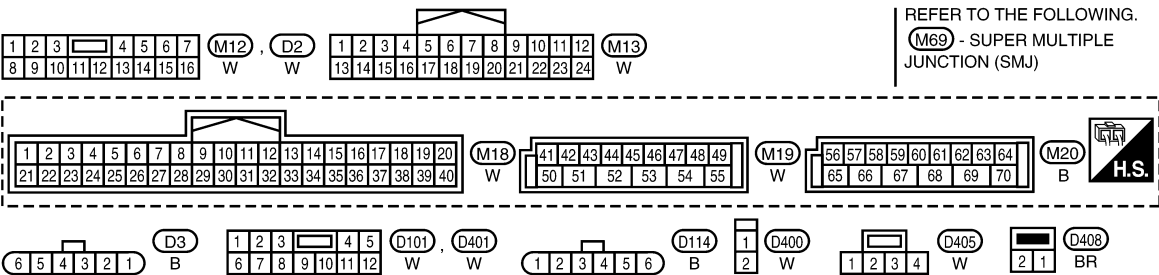 REFER TO THE FOLLOWING.
M69 - SUPER MULTIPLE
JUNCTION (SMJ)
1 2 3 4 5 6 7
8 9 10 11 12 13 14 15 16
M12 , D2
W W
1 2 3 4 5 6 7 8 9 10 11 12
13 14 15 16 17 18 19 20 21 22 23 24
M13
W
1 2 3 4 5 6 7 8 9 10 11 12 13 14 15 16 17 18 19 20
21 22 23 24 25 26 27 28 29 30 31 32 33 34 35 36 37 38 39 40
M18
W
41 42 43 44 45 46 47 48 49
50 51 52 53 54 55
M19
W
56 57 58 59 60 61 62 63 64
65 66 67 68 69 70
M20
B
H.S.
6 5 4 3 2 1
D3
B
1 2 3 4 5
6 7 8 9 10 11 12
D101 , D401
W W
1 2 3 4 5 6
D114
B
1
2
D400
W
1 2 3 4
D405
W
2 1
D408
BR